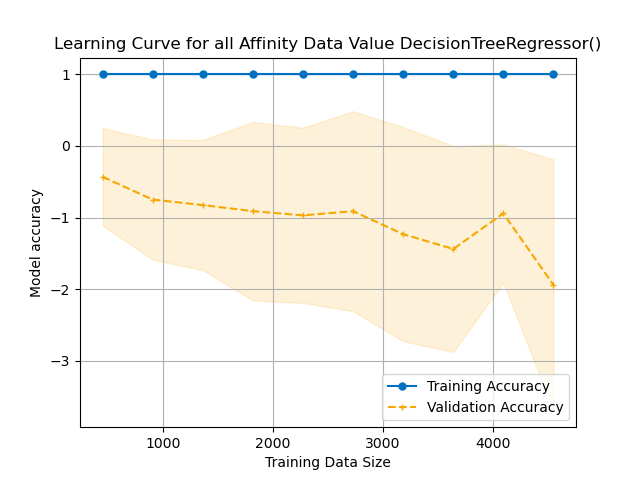 Learning Curve for all Affinity Data Value DecisionTreeRegressor()
1
0
−1
−2
−3
Model accuracy
Training Accuracy
Validation Accuracy
1000 2000 3000 4000
Training Data Size